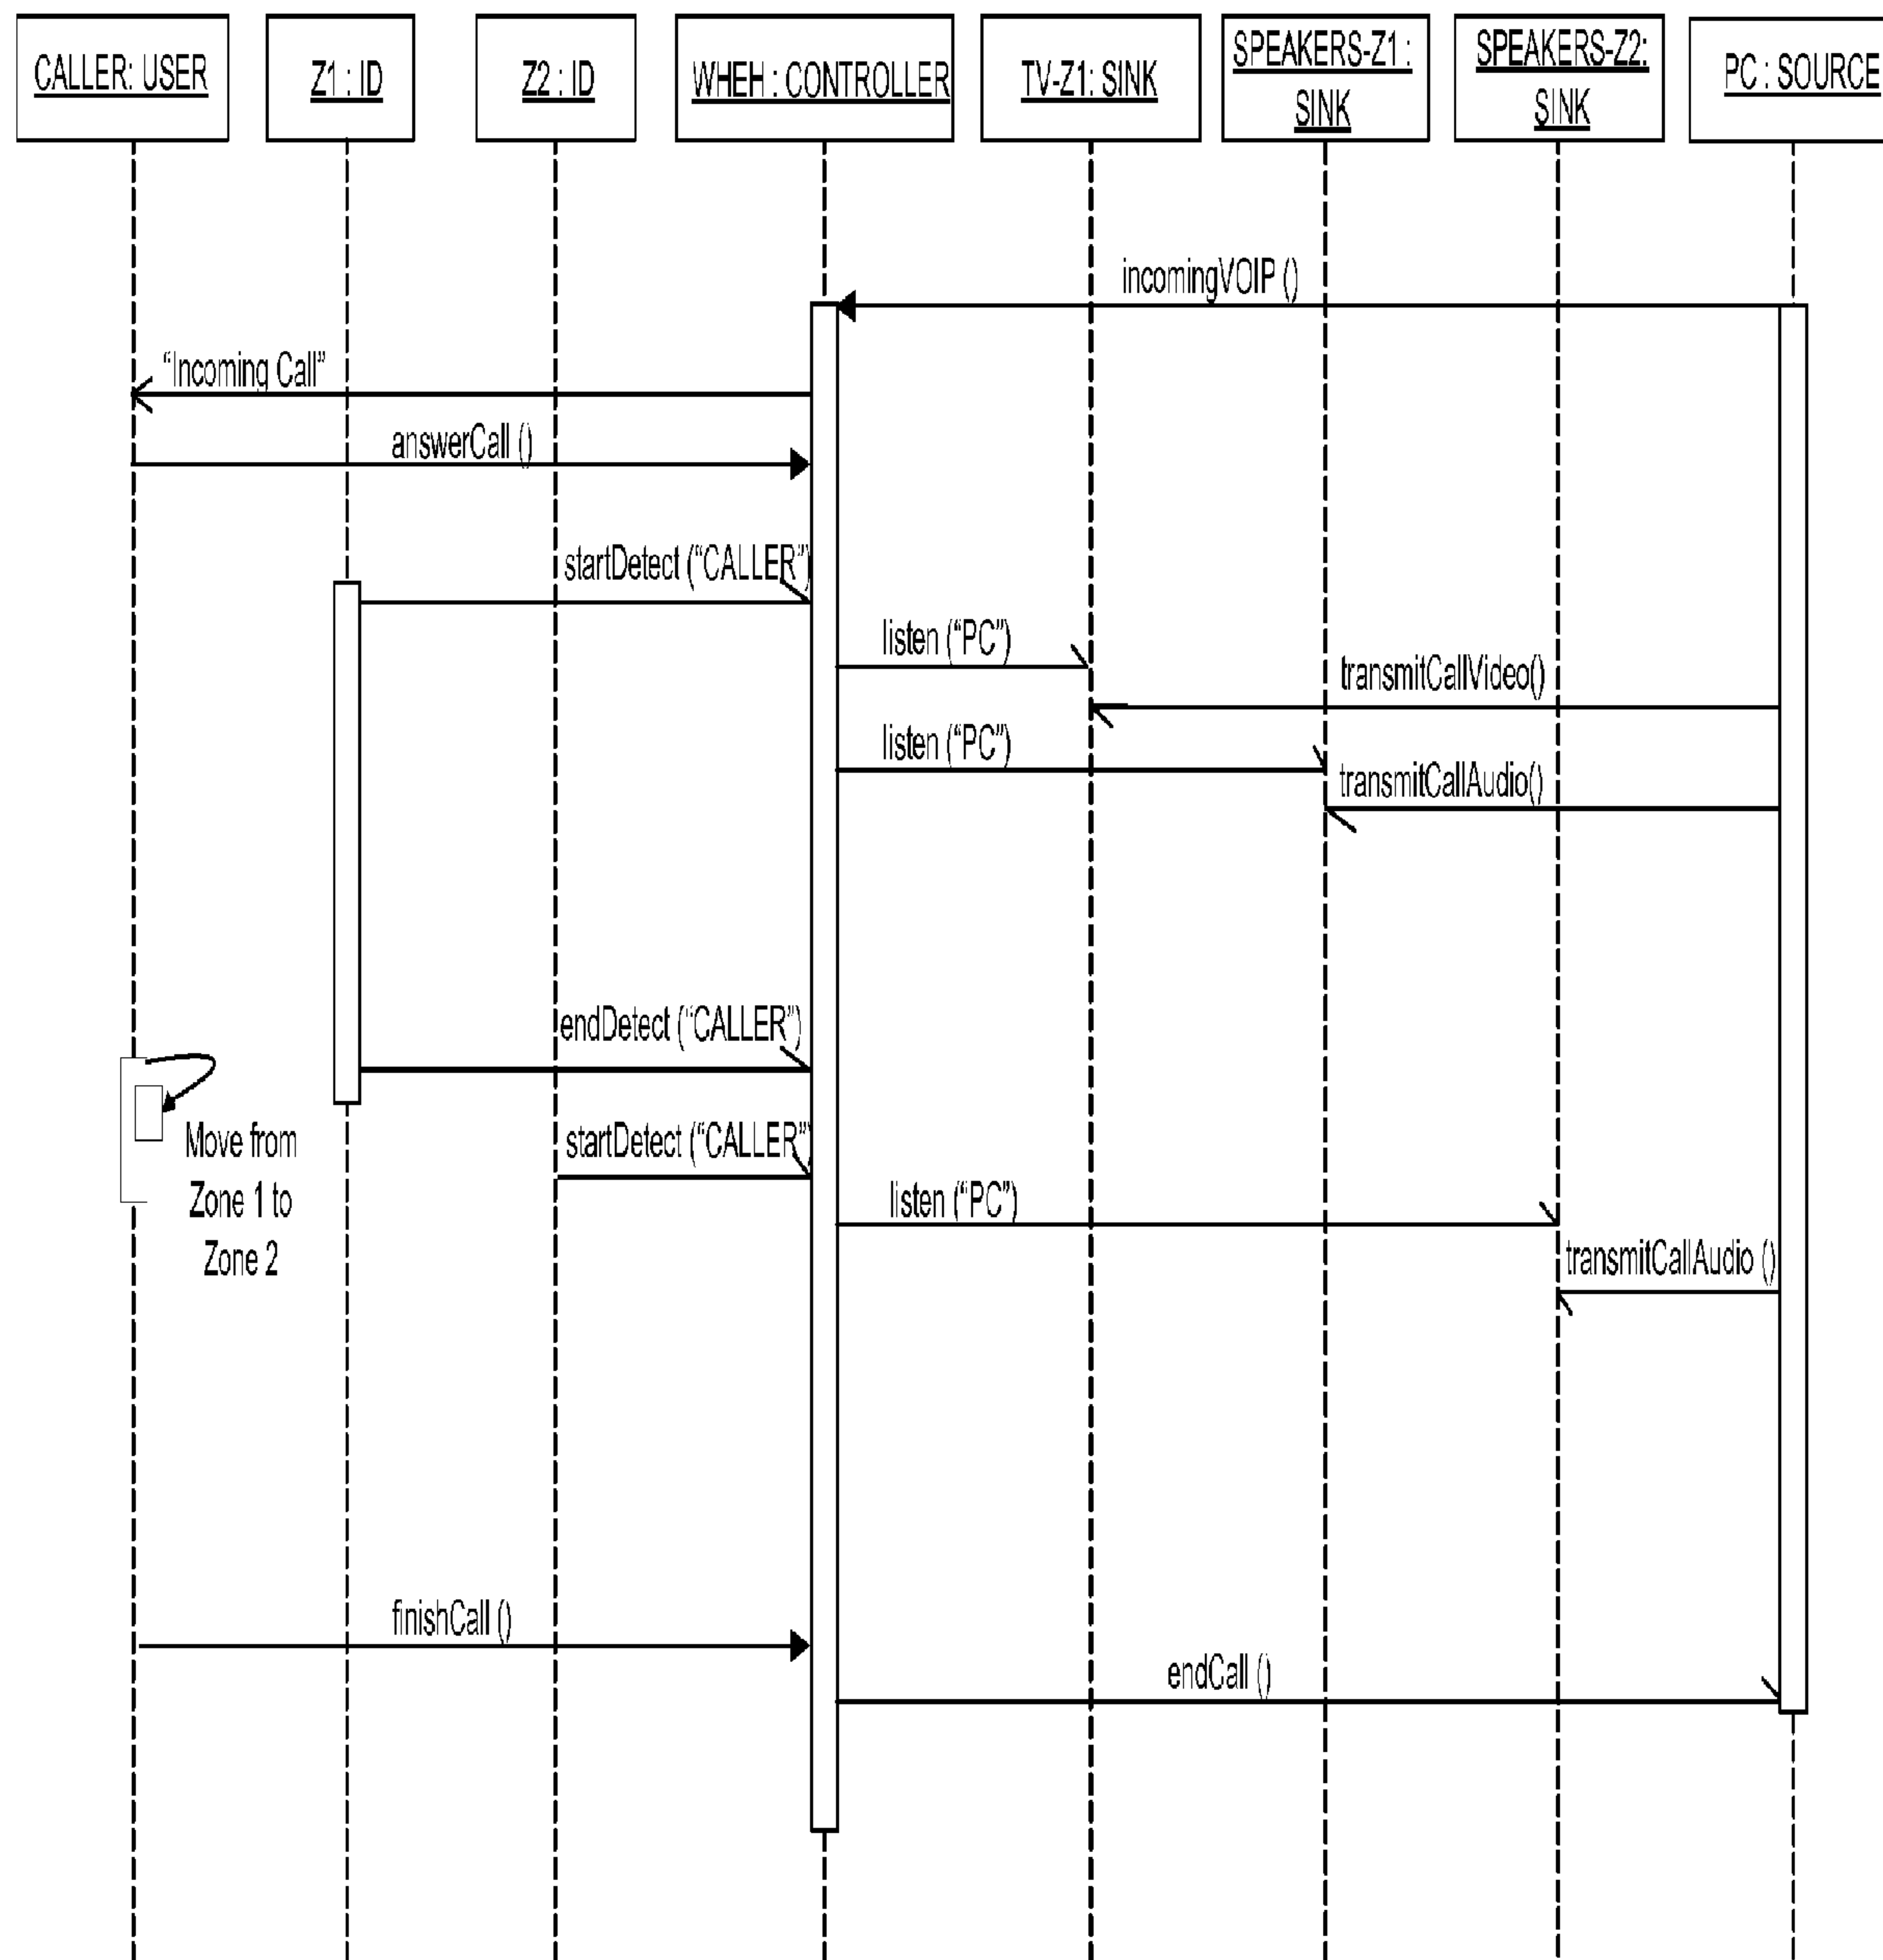 CALLER: USER
Z1 : ID
Z2 : ID
WHEH : CONTROLLER
TV-Z1: SINK
SPEAKERS-Z1 :
SINK
SPEAKERS-Z2:
SINK
PC : SOURCE
incomingVOIP ()
“Incoming Call”
answerCall ()
startDetect (“CALLER”)
listen (“PC”)
transmitCallVideo()
listen (“PC”)
transmitCallAudio()
endDetect (“CALLER”)
Move from
Zone 1 to
Zone 2
startDetect (“CALLER”)
listen (“PC”)
transmitCallAudio ()
finishCall ()
endCall ()